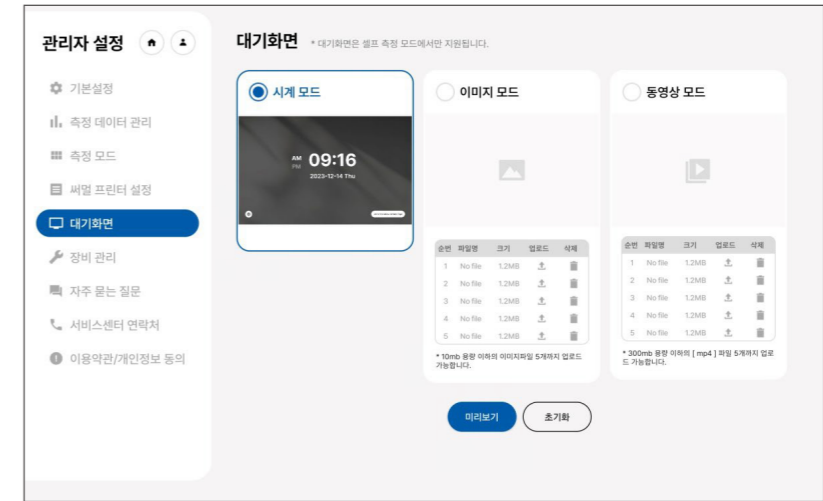 관리자 설정
기본설정
측정 데이터 관리
측정 모드
써멀 프린터 설정
대기화면
장비 관리
자주 묻는 질문
서비스센터 연락처
이용약관/개인정보 동의
대기화면 * 대기화면은 셀프 측정 모드에서만 지원됩니다.
시계 모드
AM 09:16
PM
2023-12-14 Thu
이미지 모드
순번 파일명 크기 업로드 삭제
1 No file 1.2MB
2 No file 1.2MB
3 No file 1.2MB
4 No file 1.2MB
5 No file 1.2MB
* 10mb 용량 이하의 이미지파일 5개까지 업로드
가능합니다.
동영상 모드
순번 파일명 크기 업로드 삭제
1 No file 1.2MB
2 No file 1.2MB
3 No file 1.2MB
4 No file 1.2MB
5 No file 1.2MB
* 300mb 용량 이하의 [ mp4 ] 파일 5개까지 업로
드 가능합니다.
미리보기
초기화